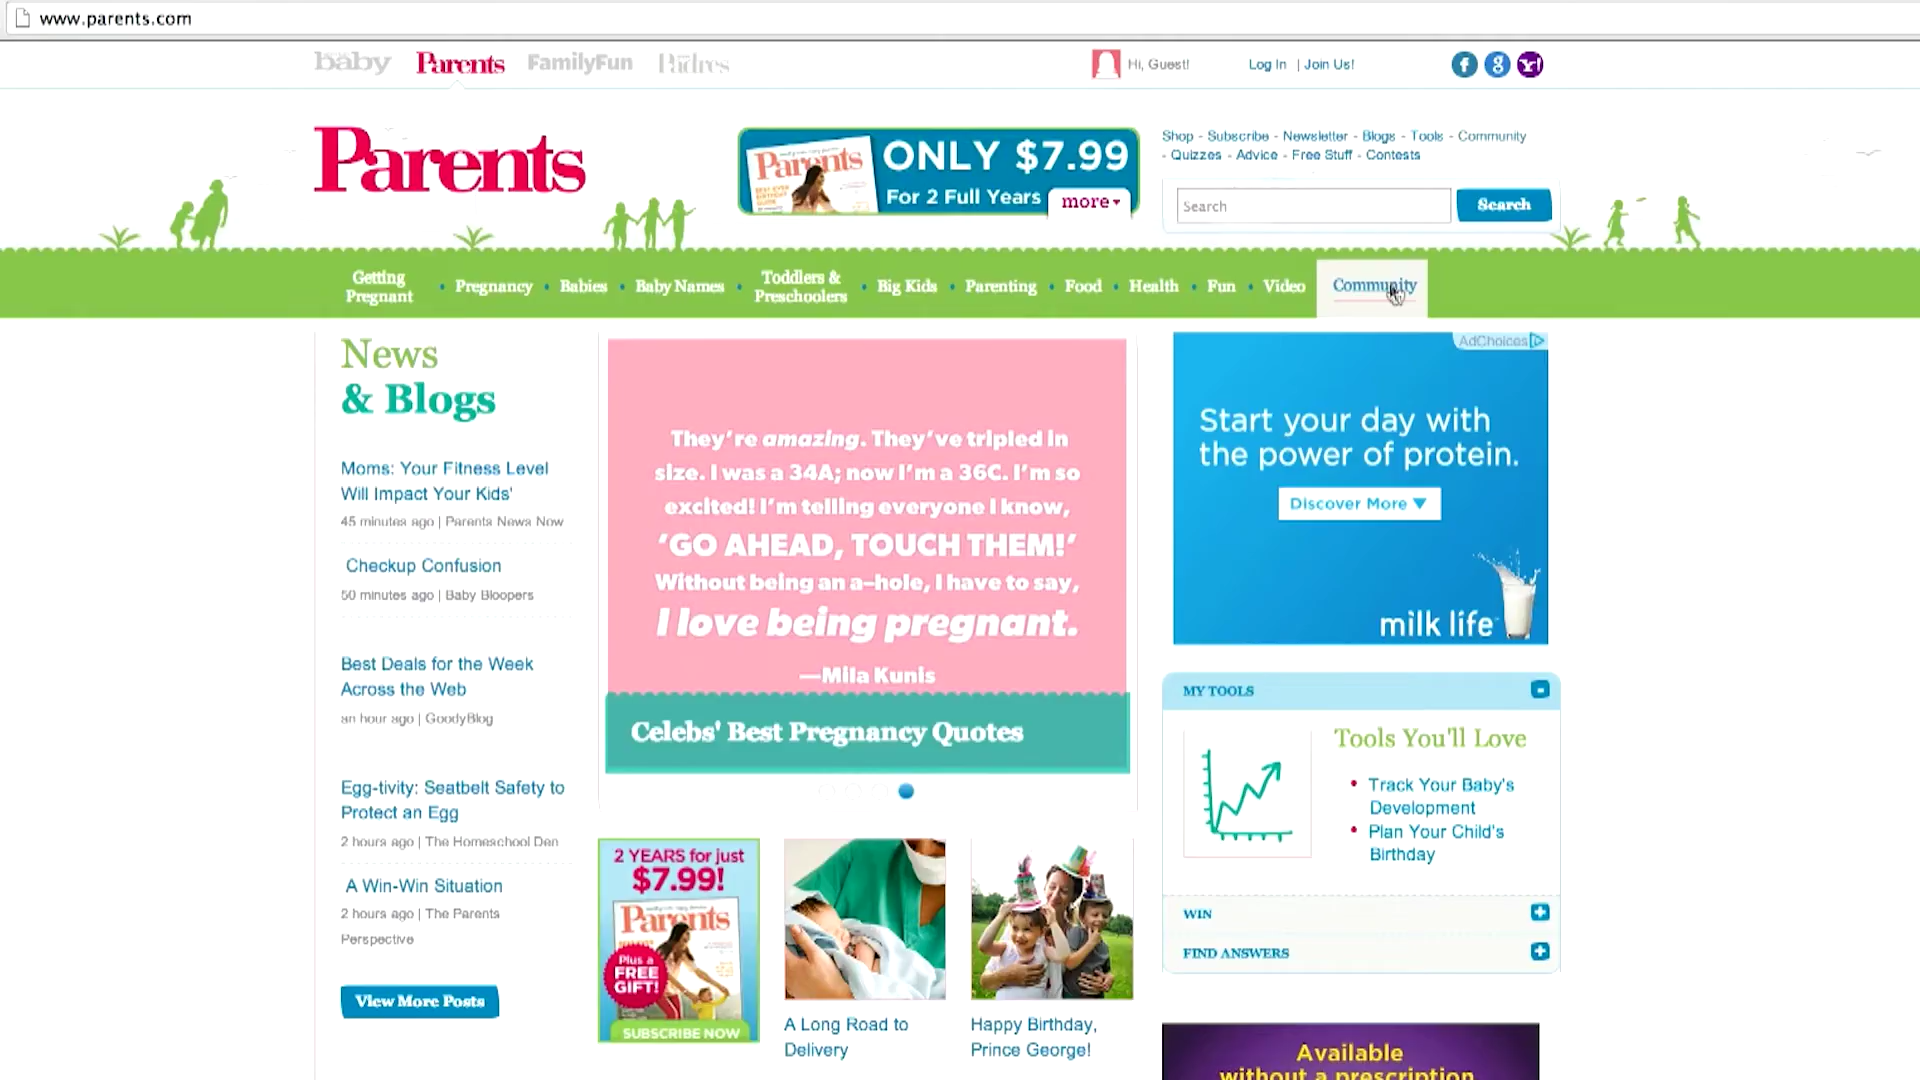 www.parents.com
baby Parents FamilyFun Padres
Hi, Guest!
Log In | Join Us!
Parents
Parents
ONLY $7.99
For 2 Full Years
more
Shop - Subscribe - Newsletter - Blogs - Tools - Community
- Quizzes - Advice - Free Stuff - Contests
Search
Search
Getting
Pregnant
• Pregnancy • Babies • Baby Names •
Toddlers &
Preschoolers
• Big Kids • Parenting • Food • Health • Fun • Video
Community
News
& Blogs
Moms: Your Fitness Level
Will Impact Your Kids'
45 minutes ago | Parents News Now
Checkup Confusion
50 minutes ago | Baby Bloopers
Best Deals for the Week
Across the Web
an hour ago | GoodyBlog
Egg-tivity: Seatbelt Safety to
Protect an Egg
2 hours ago | The Homeschool Den
A Win-Win Situation
2 hours ago | The Parents
Perspective
View More Posts
They're amazing. They've tripled in
size. I was a 34A; now I'm a 36C. I'm so
excited! I'm telling everyone I know,
'GO AHEAD, TOUCH THEM!'
Without being an a-hole, I have to say,
I love being pregnant.
—Mila Kunis
Celebs' Best Pregnancy Quotes
2 YEARS for just
$7.99!
Parents
Plus a
FREE
GIFT!
SUBSCRIBE NOW
A Long Road to
Delivery
Happy Birthday,
Prince George!
AdChoices
Start your day with
the power of protein.
Discover More
milk life
MY TOOLS
Tools You'll Love
• Track Your Baby's
Development
• Plan Your Child's
Birthday
WIN
FIND ANSWERS
Available
without a prescription